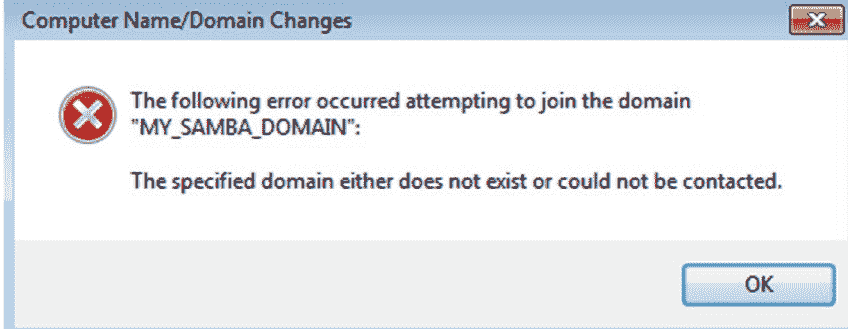 Computer Name/Domain Changes
The following error occurred attempting to join the domain
"MY_SAMBA_DOMAIN":
The specified domain either does not exist or could not be contacted.
OK